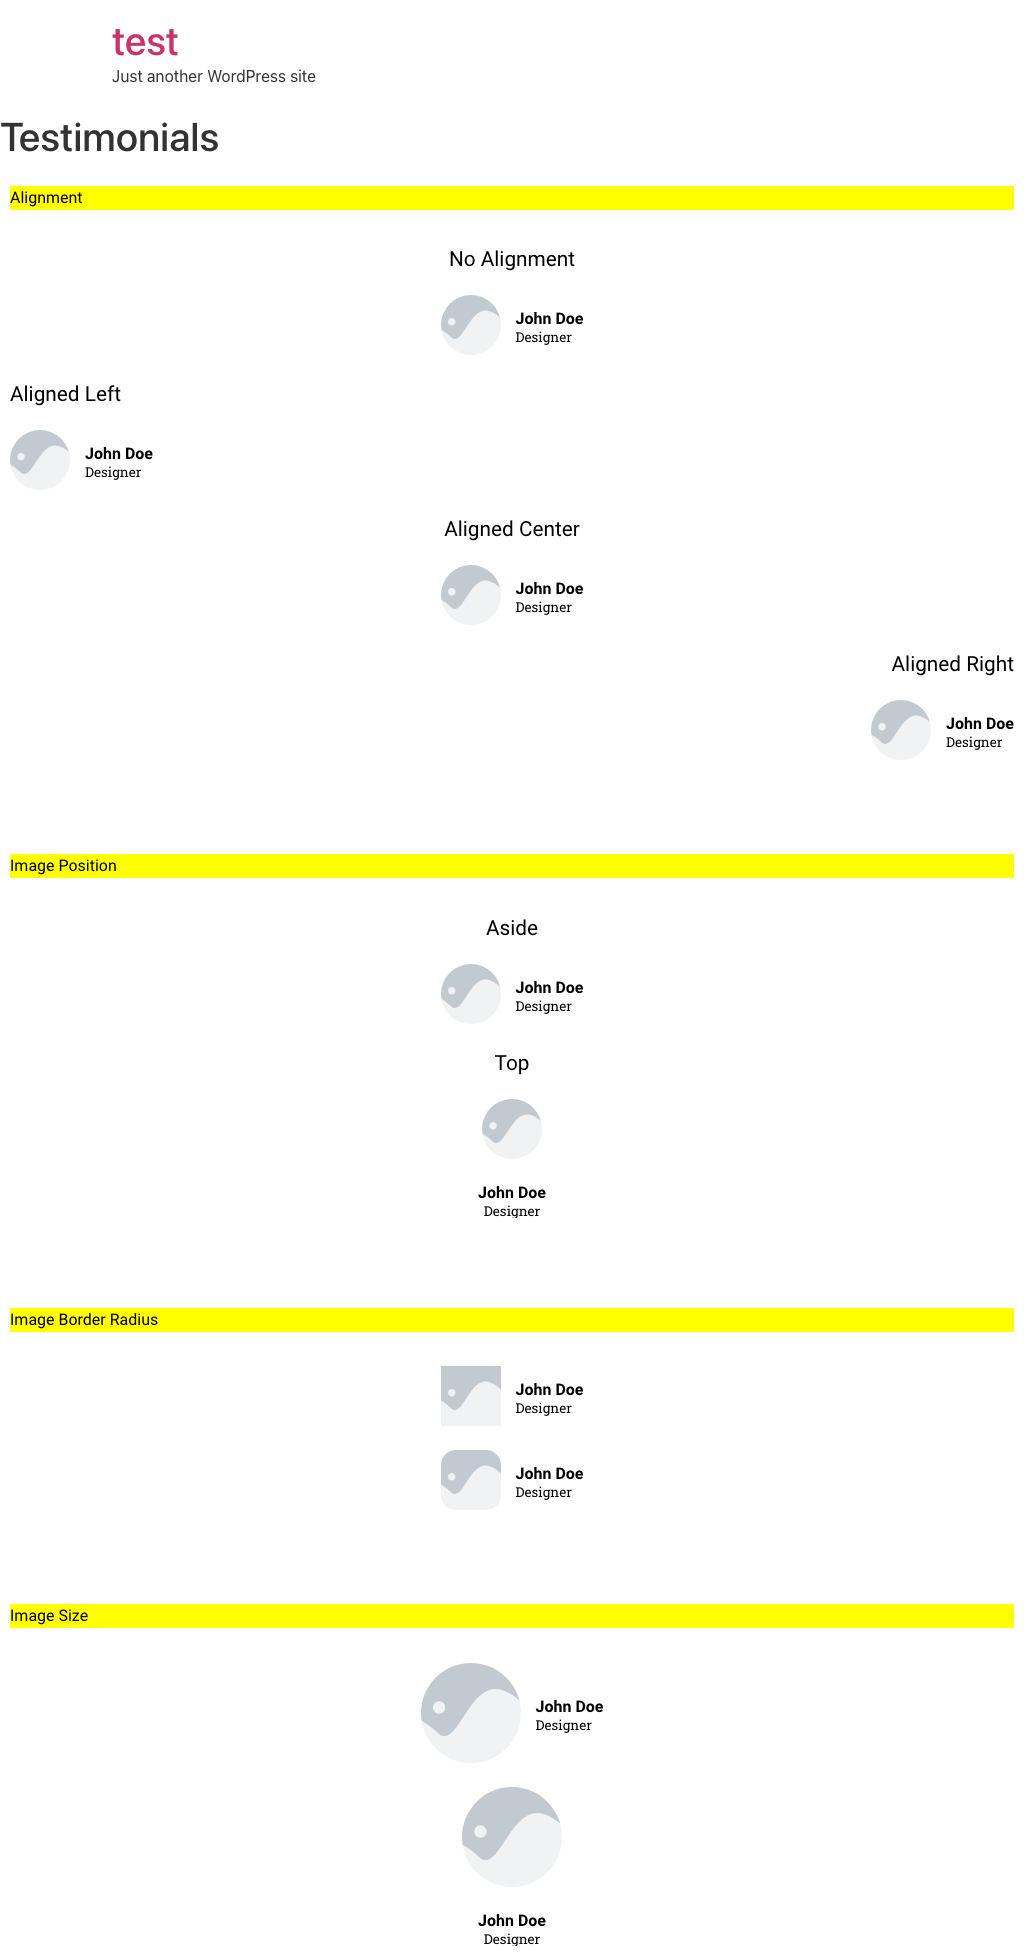 test
Just another WordPress site
Testimonials
Alignment
No Alignment
John Doe
Designer
Aligned Left
John Doe
Designer
Aligned Center
John Doe
Designer
Aligned Right
John Doe
Designer
Image Position
Aside
John Doe
Designer
Top
John Doe
Designer
Image Border Radius
John Doe
Designer
John Doe
Designer
Image Size
John Doe
Designer
John Doe
Designer